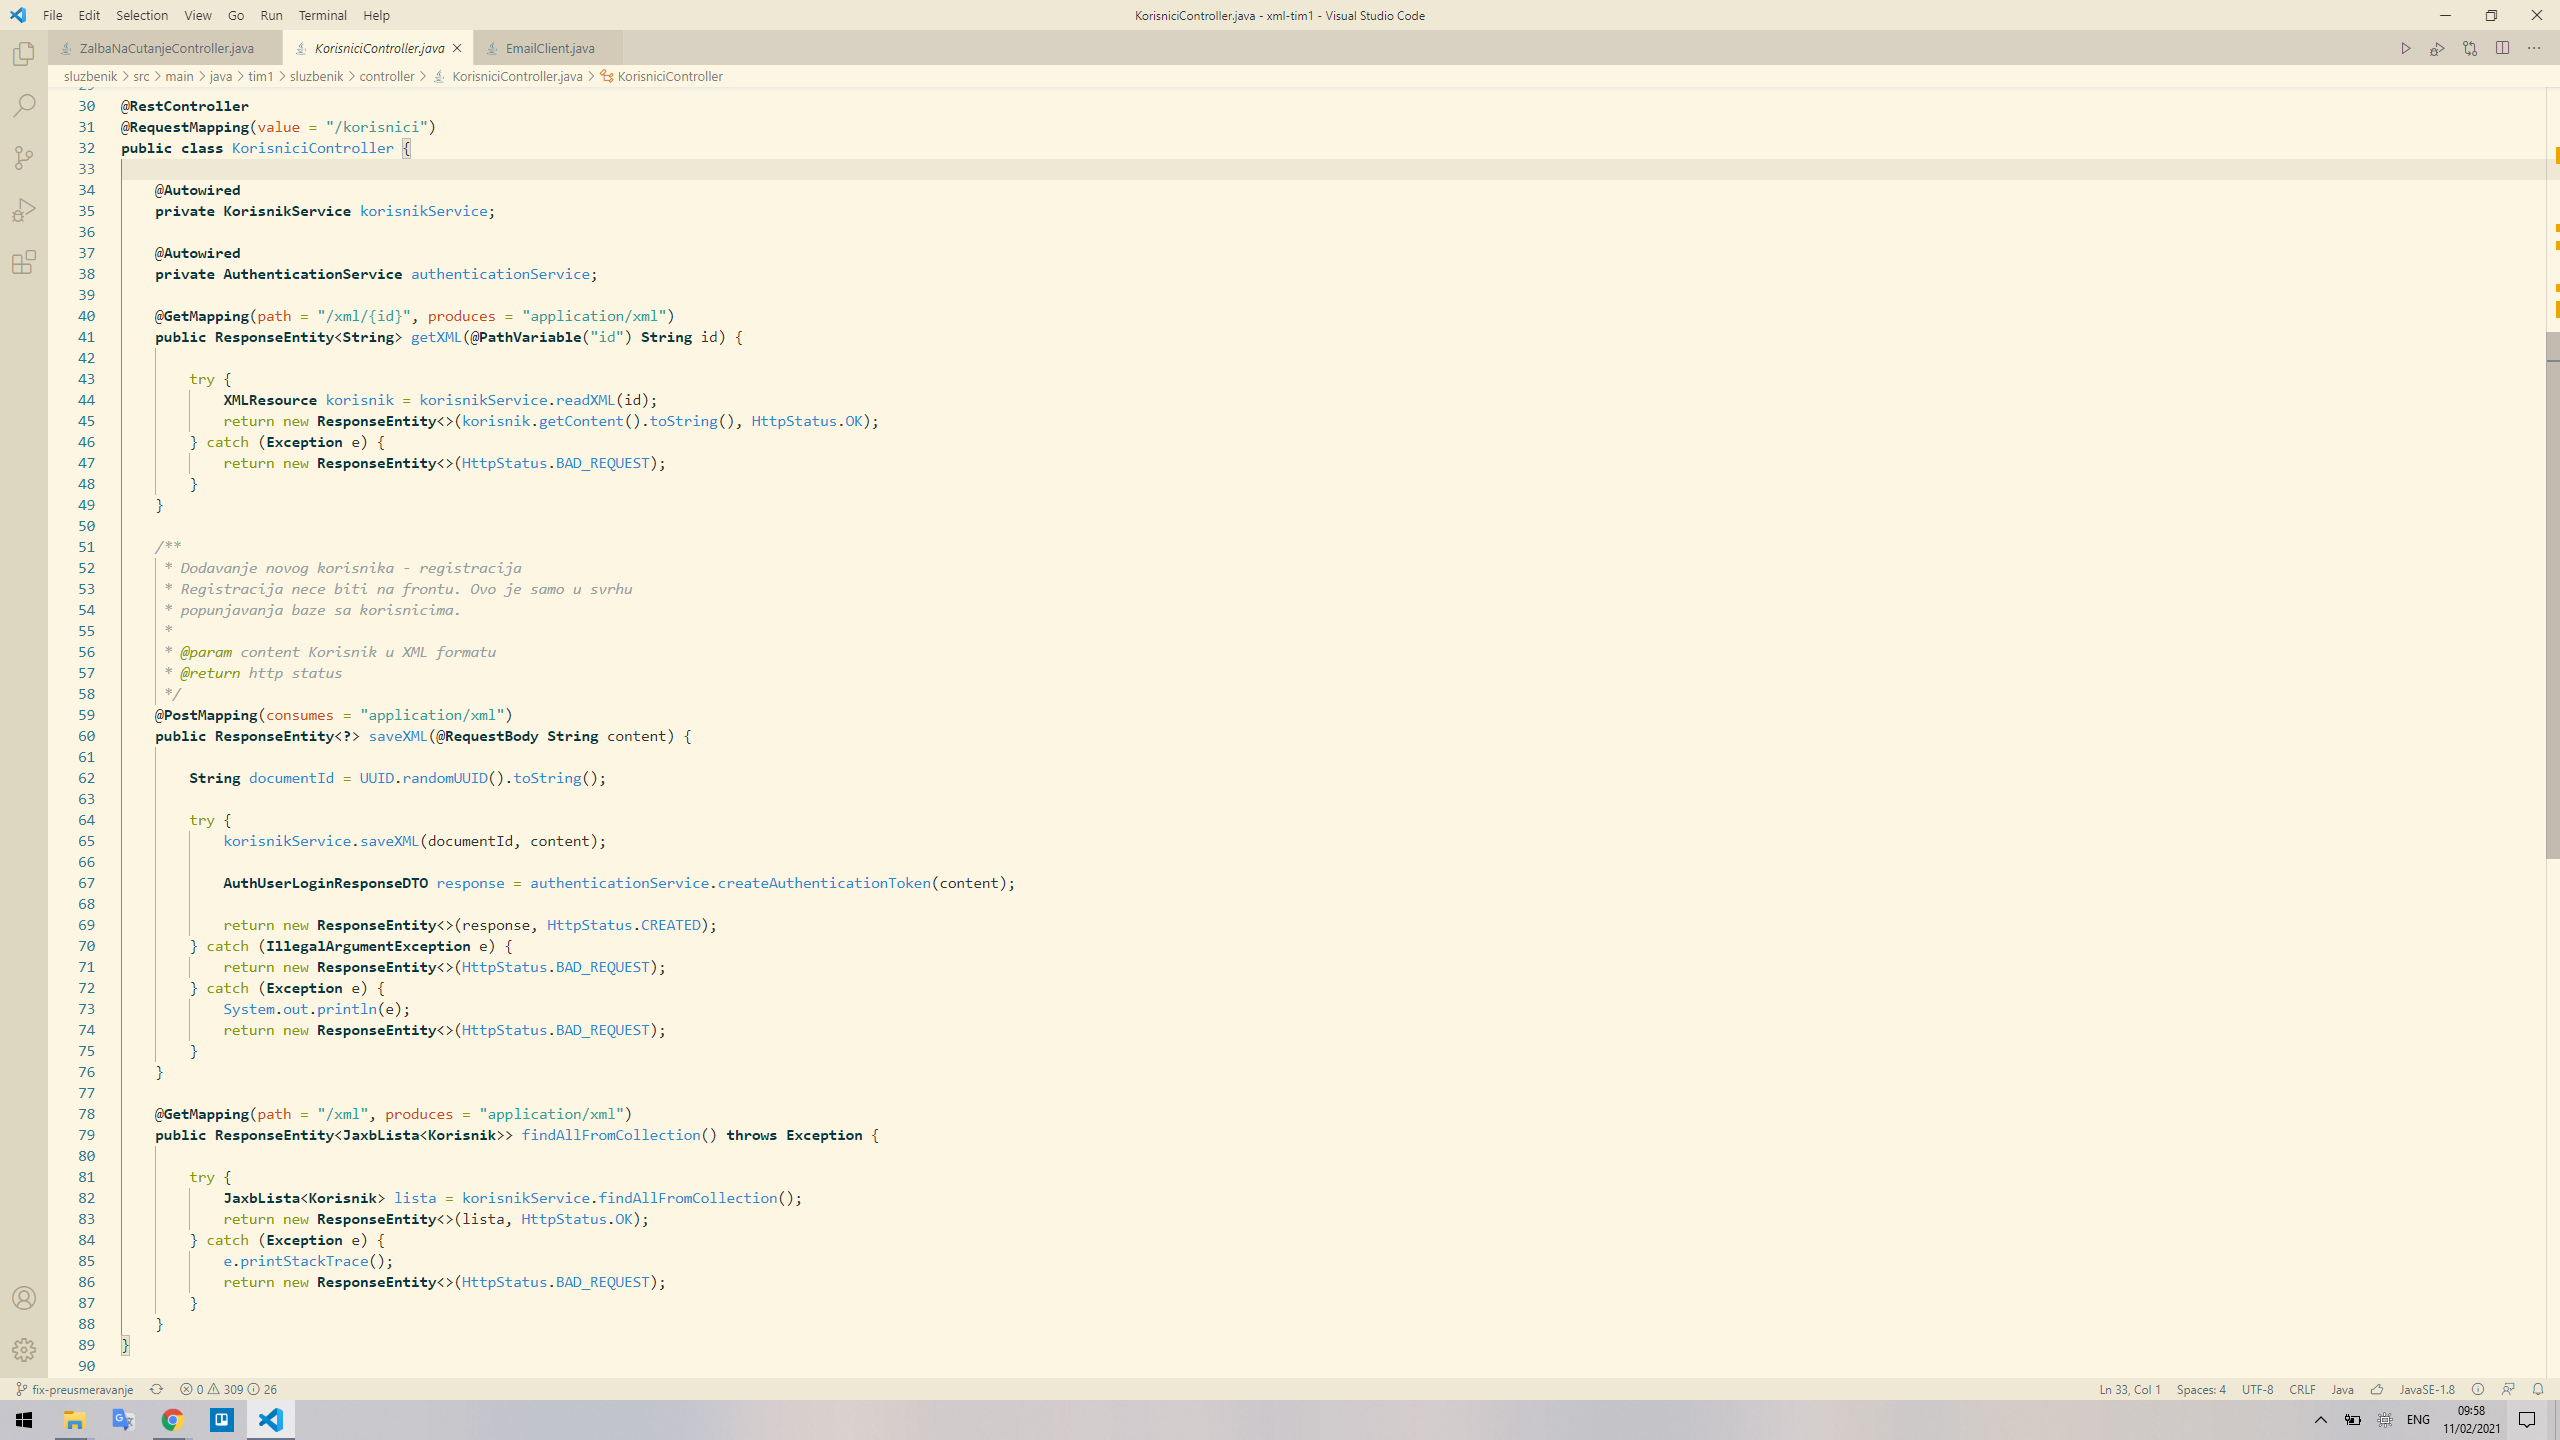 File Edit Selection View Go Run Terminal Help
KorisniciController.java - xml-tim1 - Visual Studio Code
ZalbaNaCutanjeController.java KorisniciController.java EmailClient.java
sluzbenik > src > main > java > tim1 > sluzbenik > controller > KorisniciController.java > KorisniciController
29
30 @RestController
31 @RequestMapping(value = "/korisnici")
32 public class KorisniciController {
33
34 @Autowired
35 private KorisnikService korisnikService;
36
37 @Autowired
38 private AuthenticationService authenticationService;
39
40 @GetMapping(path = "/xml/{id}", produces = "application/xml")
41 public ResponseEntity<String> getXML(@PathVariable("id") String id) {
42
43 try {
44 XMLResource korisnik = korisnikService.readXML(id);
45 return new ResponseEntity<>(korisnik.getContent().toString(), HttpStatus.OK);
46 } catch (Exception e) {
47 return new ResponseEntity<>(HttpStatus.BAD_REQUEST);
48 }
49 }
50
51 /**
52 * Dodavanje novog korisnika - registracija
53 * Registracija nece biti na frontu. Ovo je samo u svrhu
54 * popunjavanja baze sa korisnicima.
55 *
56 * @param content Korisnik u XML formatu
57 * @return http status
58 */
59 @PostMapping(consumes = "application/xml")
60 public ResponseEntity<?> saveXML(@RequestBody String content) {
61
62 String documentId = UUID.randomUUID().toString();
63
64 try {
65 korisnikService.saveXML(documentId, content);
66
67 AuthUserLoginResponseDTO response = authenticationService.createAuthenticationToken(content);
68
69 return new ResponseEntity<>(response, HttpStatus.CREATED);
70 } catch (IllegalArgumentException e) {
71 return new ResponseEntity<>(HttpStatus.BAD_REQUEST);
72 } catch (Exception e) {
73 System.out.println(e);
74 return new ResponseEntity<>(HttpStatus.BAD_REQUEST);
75 }
76 }
77
78 @GetMapping(path = "/xml", produces = "application/xml")
79 public ResponseEntity<JaxbLista<Korisnik>> findAllFromCollection() throws Exception {
80
81 try {
82 JaxbLista<Korisnik> lista = korisnikService.findAllFromCollection();
83 return new ResponseEntity<>(lista, HttpStatus.OK);
84 } catch (Exception e) {
85 e.printStackTrace();
86 return new ResponseEntity<>(HttpStatus.BAD_REQUEST);
87 }
88 }
89 }
90
fix-preusmeravanje 0 309 26 Ln 33, Col 1 Spaces: 4 UTF-8 CRLF Java JavaSE-1.8
ENG 09:58
11/02/2021